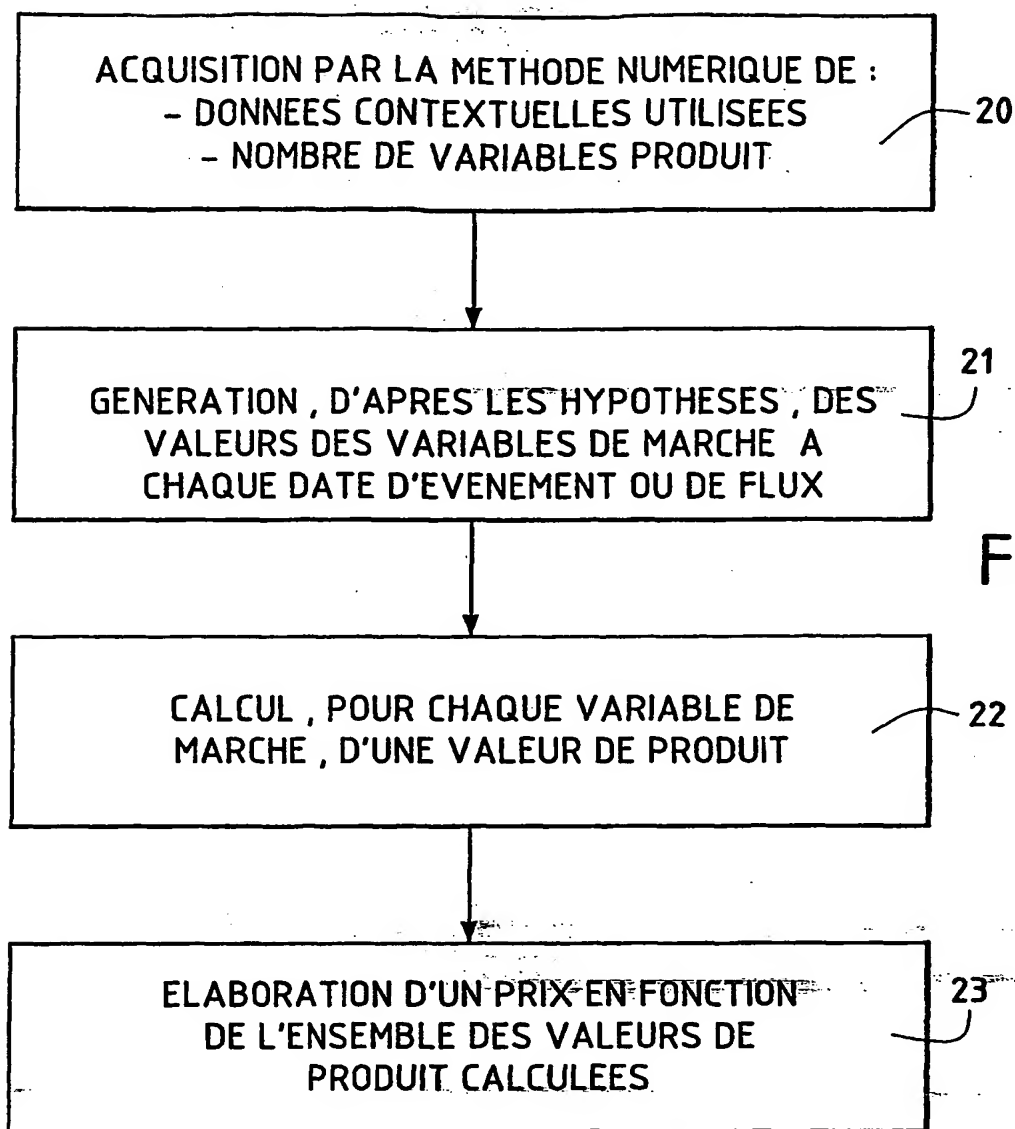 ACQUISITION PAR LA METHODE NUMERIQUE DE :
- DONNEES CONTEXTUELLES UTILISEES
- NOMBRE DE VARIABLES PRODUIT
20
GENERATION , D'APRES LES HYPOTHESES , DES
VALEURS DES VARIABLES DE MARCHE A
CHAQUE DATE D'EVENEMENT OU DE FLUX
21
F
CALCUL , POUR CHAQUE VARIABLE DE
MARCHE , D'UNE VALEUR DE PRODUIT
22
ELABORATION D'UN PRIX EN FONCTION
DE L'ENSEMBLE DES VALEURS DE
PRODUIT CALCULEES
23